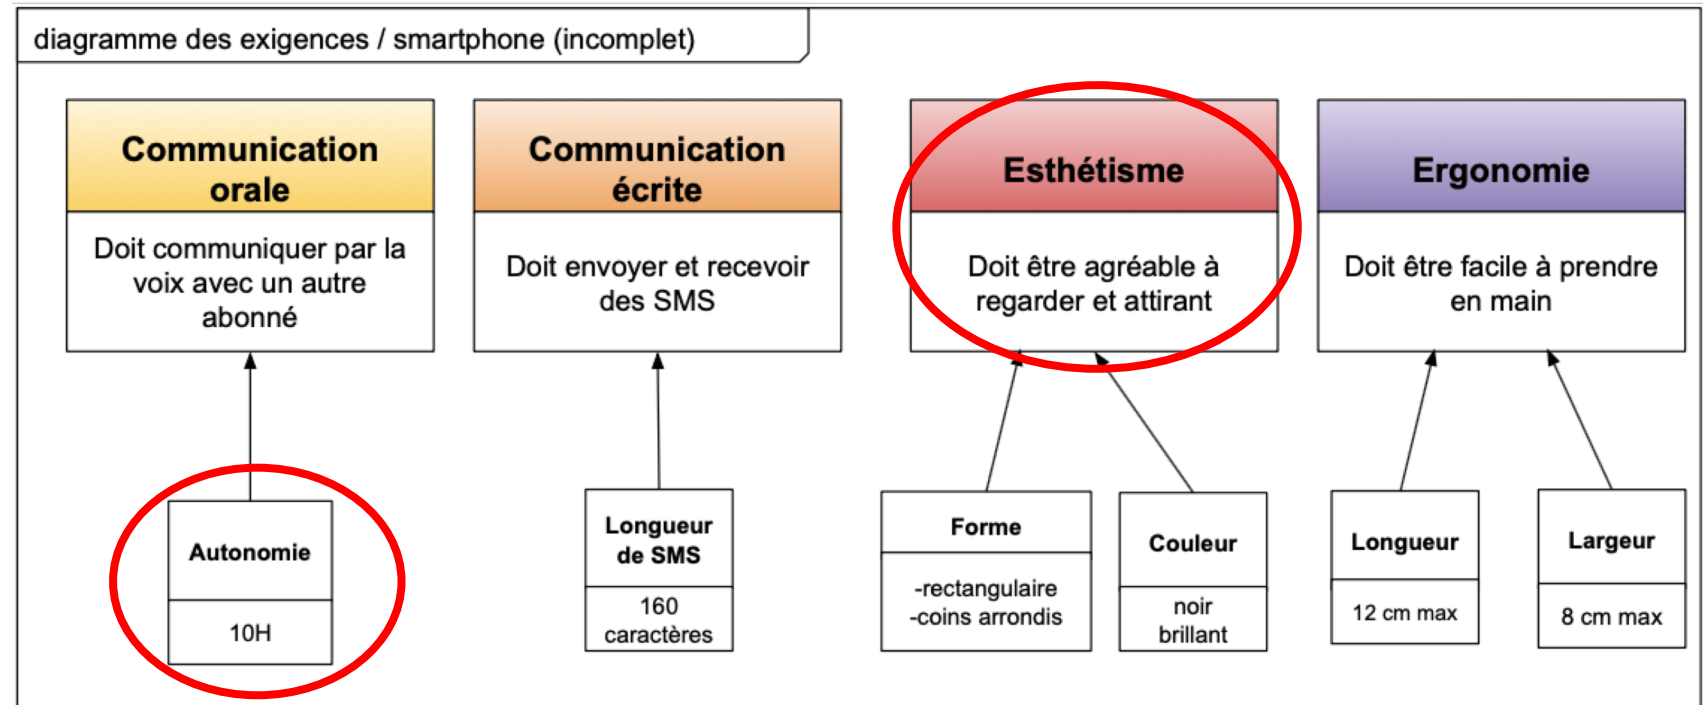 diagramme des exigences / smartphone (incomplet)
Communication
orale
Doit communiquer par la
voix avec un autre
abonné
Communication
écrite
Doit envoyer et recevoir
des SMS
Esthétisme
Doit être agréable à
regarder et attirant
Ergonomie
Doit être facile à prendre
en main
Autonomie
10H
Longueur
de SMS
160
caractères
Forme
-rectangulaire
-coins arrondis
Couleur
noir
brillant
Longueur
12 cm max
Largeur
8 cm max